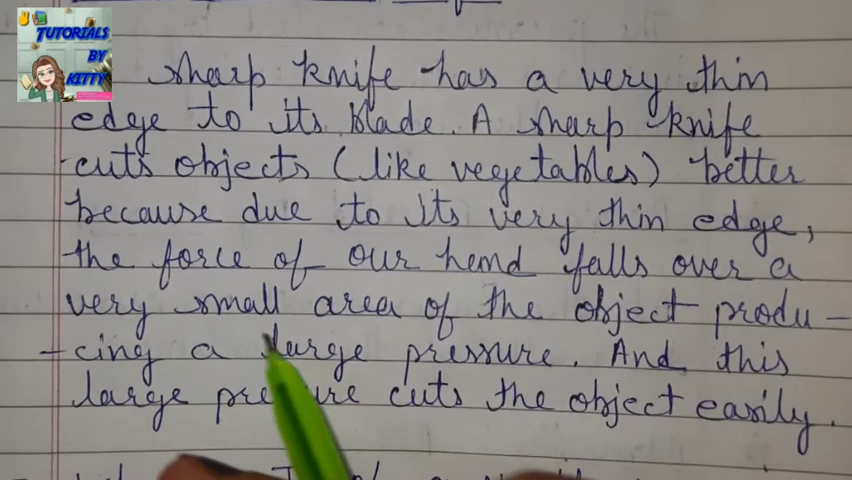 TUTORIALS
BY
KITTY
sharp knife has a very thin
edge to its blade. A sharp knife
cuts objects (like vegetables) better
because due to its very thin edge,
the force of our hand falls over a
very small area of the object produ-
-cing a large pressure. And this
large pressure cuts the object easily.